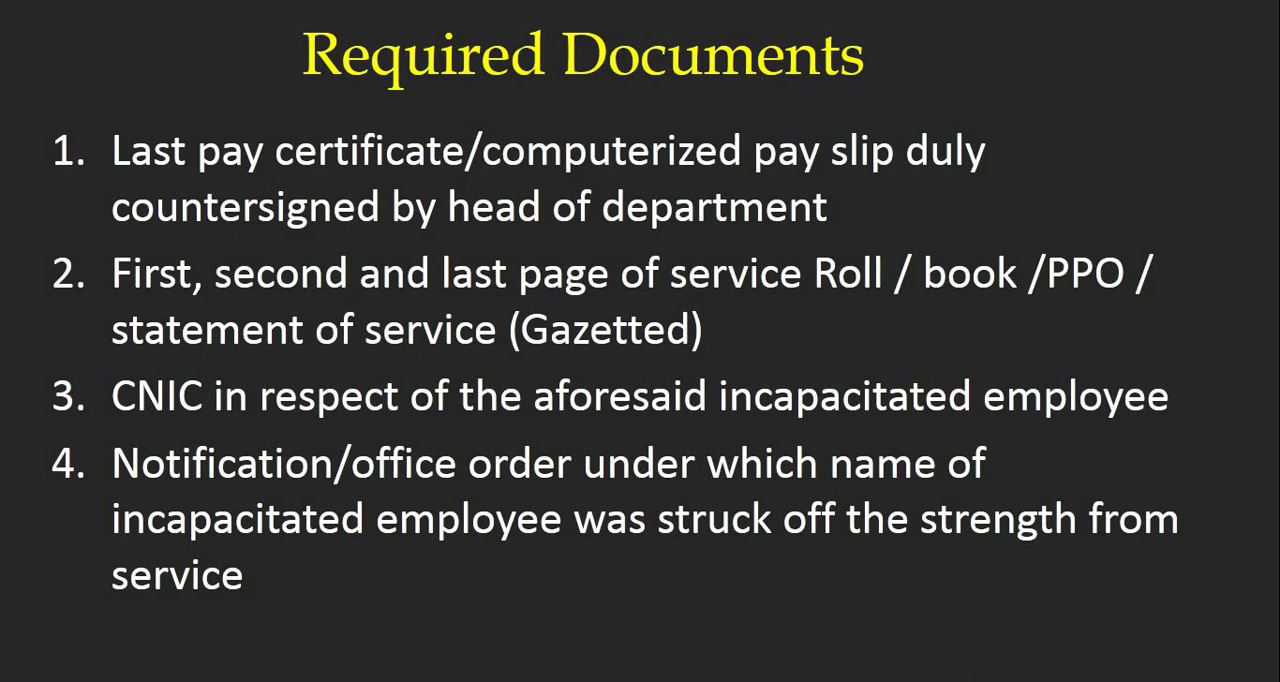 Required Documents
1. Last pay certificate/computerized pay slip duly
countersigned by head of department
2. First, second and last page of service Roll / book /PPO /
statement of service (Gazetted)
3. CNIC in respect of the aforesaid incapacitated employee
4. Notification/office order under which name of
incapacitated employee was struck off the strength from
service